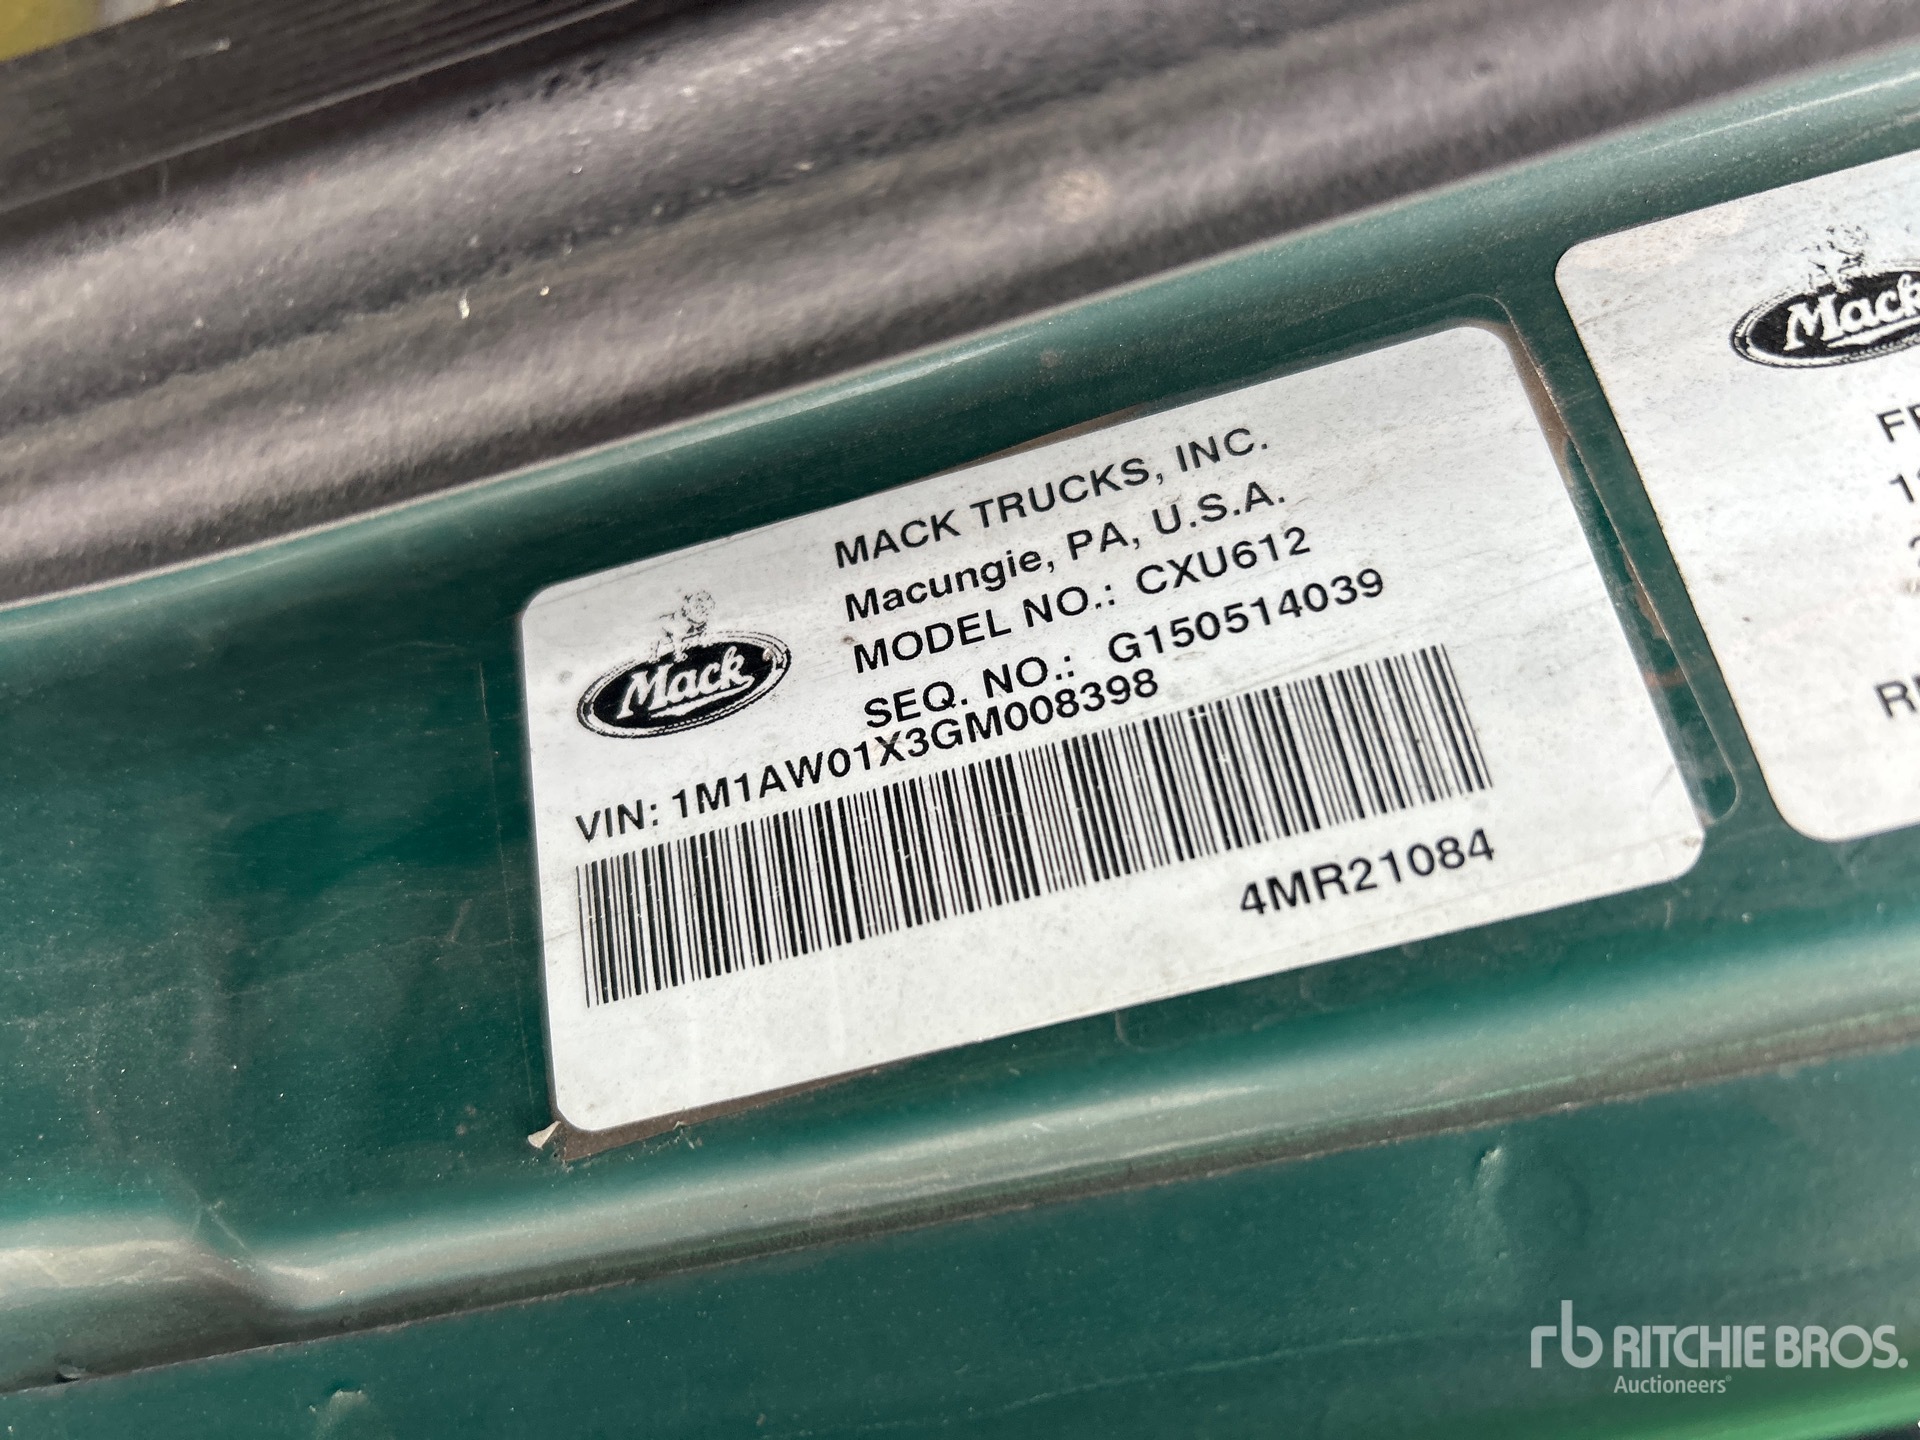 MACK TRUCKS, INC.
Macungie, PA, U.S.A.
MODEL NO.: CXU612
SEQ. NO.: G150514039
Mack
VIN: 1M1AW01X3GM008398
4MR21084
Mack
rb RITCHIE BROS.
Auctioneers